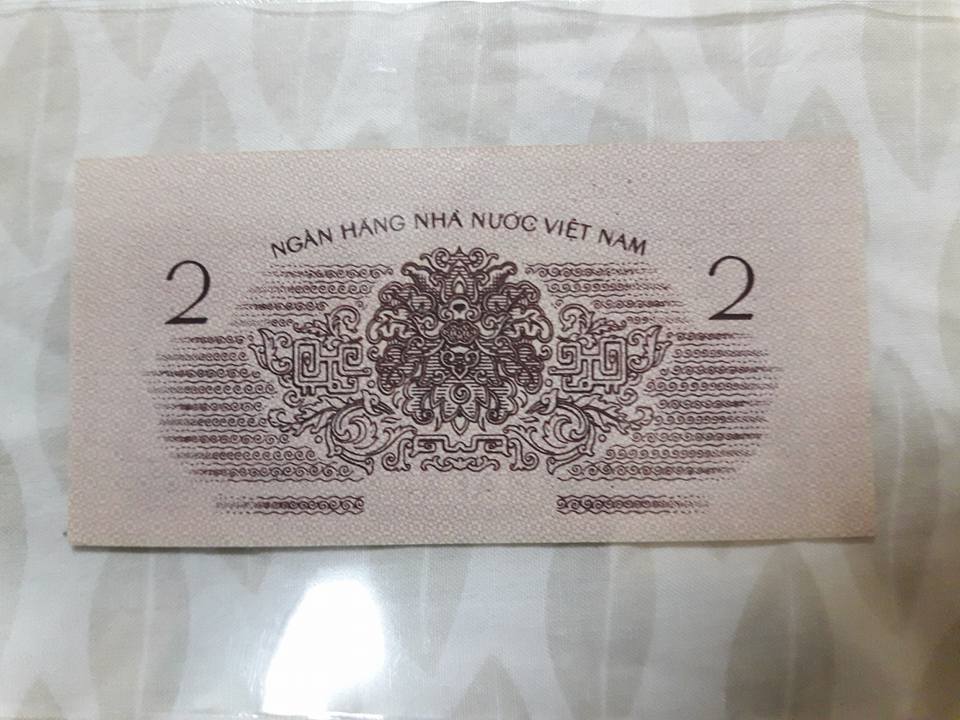 NGÂN HÀNG NHÀ NƯỚC VIỆT NAM
2 2